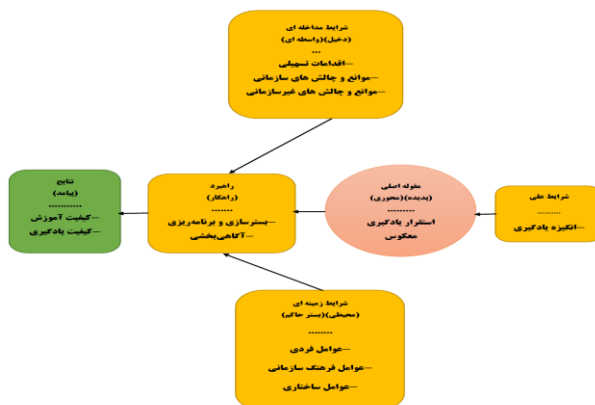 شرایط مداخله ای
(دخیل)(واسطه ای)
...
—اقدامات تسهیلی
—موانع و چالش های سازمانی
—موانع و چالش های غیرسازمانی
شرایط علی
.........
—انگیزه یادگیری
مقوله اصلی
(پدیده)(محوری)
.........
استقرار یادگیری
معکوس
راهبرد
(راهکار)
.......
—بسترسازی و برنامه‌ریزی
—آگاهی‌بخشی
نتایج
(پیامد)
...........
—کیفیت آموزش
—کیفیت یادگیری
شرایط زمینه ای
(محیطی)(بستر حاکم)
........
—عوامل فردی
—عوامل فرهنگ سازمانی
—عوامل ساختاری